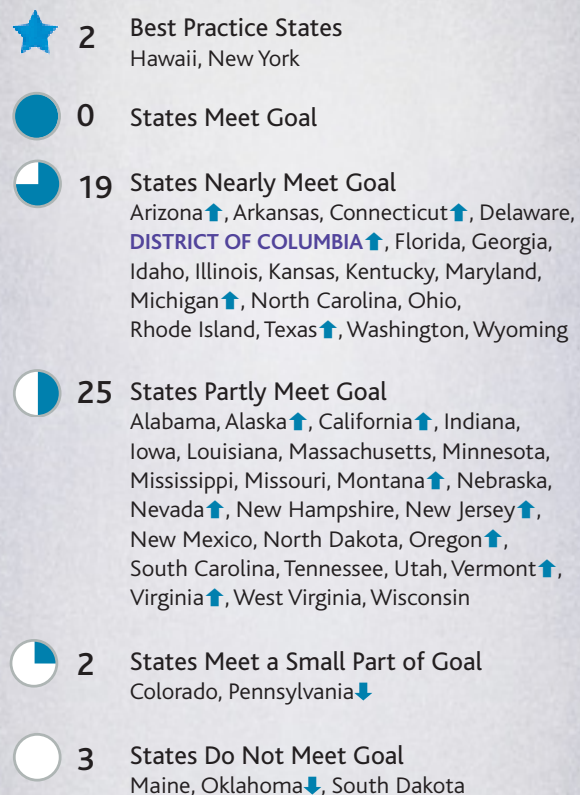 2 Best Practice States
Hawaii, New York
0 States Meet Goal
19 States Nearly Meet Goal
Arizona⬆, Arkansas, Connecticut⬆, Delaware,
DISTRICT OF COLUMBIA⬆, Florida, Georgia,
Idaho, Illinois, Kansas, Kentucky, Maryland,
Michigan⬆, North Carolina, Ohio,
Rhode Island, Texas⬆, Washington, Wyoming
25 States Partly Meet Goal
Alabama, Alaska⬆, California⬆, Indiana,
Iowa, Louisiana, Massachusetts, Minnesota,
Mississippi, Missouri, Montana⬆, Nebraska,
Nevada⬆, New Hampshire, New Jersey⬆,
New Mexico, North Dakota, Oregon⬆,
South Carolina, Tennessee, Utah, Vermont⬆,
Virginia⬆, West Virginia, Wisconsin
2 States Meet a Small Part of Goal
Colorado, Pennsylvania⬇
3 States Do Not Meet Goal
Maine, Oklahoma⬇, South Dakota